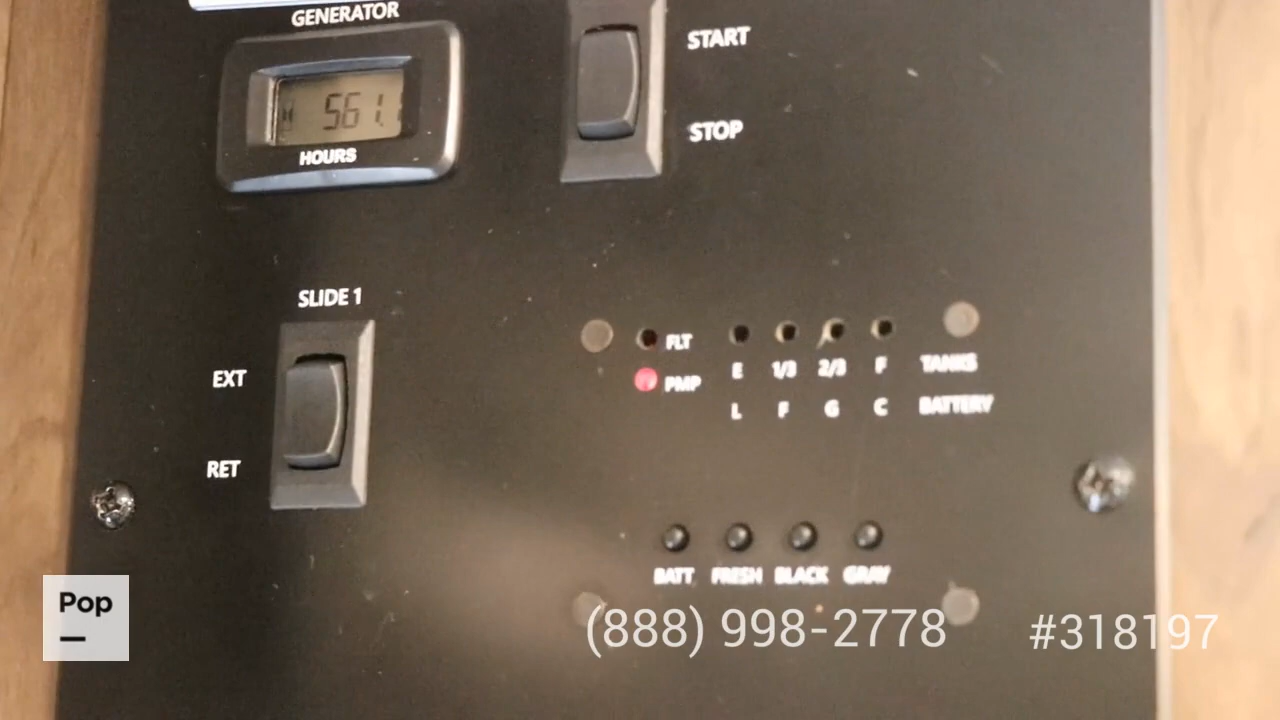 GENERATOR
561.
HOURS
START
STOP
SLIDE 1
EXT
RET
FLT
PMP
E 1/3 2/3 F TANKS
L F G C BATTERY
BATT FRESH BLACK GRAY
Pop
(888) 998-2778
#318197